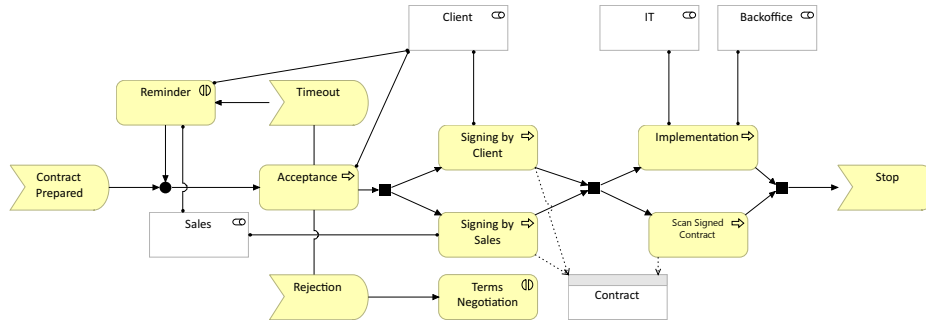 Client
IT
Backoffice
Reminder
Timeout
Signing by
Client
Implementation
Contract
Prepared
Acceptance
Stop
Sales
Signing by
Sales
Scan Signed
Contract
Rejection
Terms
Negotiation
Contract